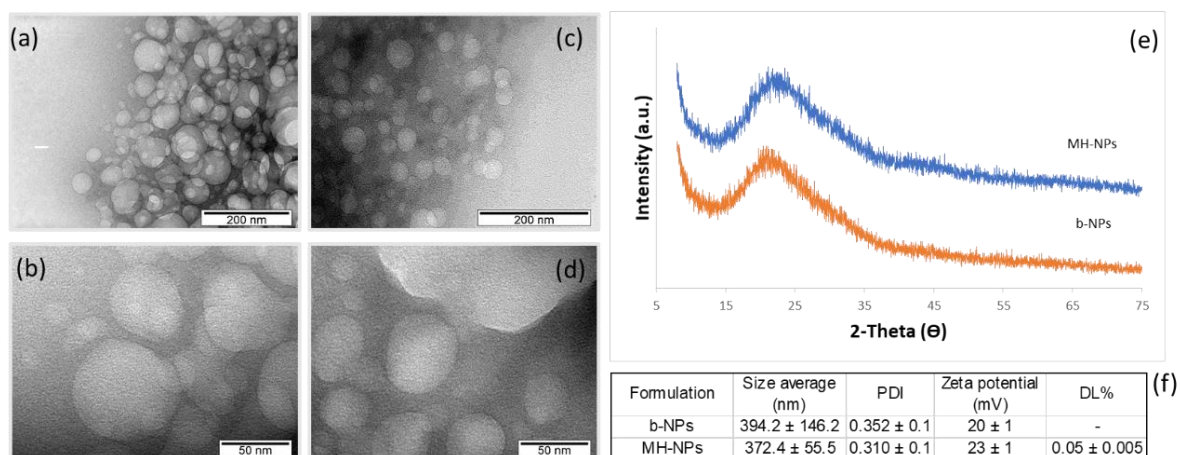 (a)
200 nm
(c)
200 nm
(b)
50 nm
(d)
50 nm
(e)
Intensity (a.u.)
MH-NPs
b-NPs
5 15 25 35 45 55 65 75
2-Theta (Ɵ)
(f)
Formulation Size average (nm) PDI Zeta potential (mV) DL%
b-NPs 394.2 ± 146.2 0.352 ± 0.1 20 ± 1 -
MH-NPs 372.4 ± 55.5 0.310 ± 0.1 23 ± 1 0.05 ± 0.005